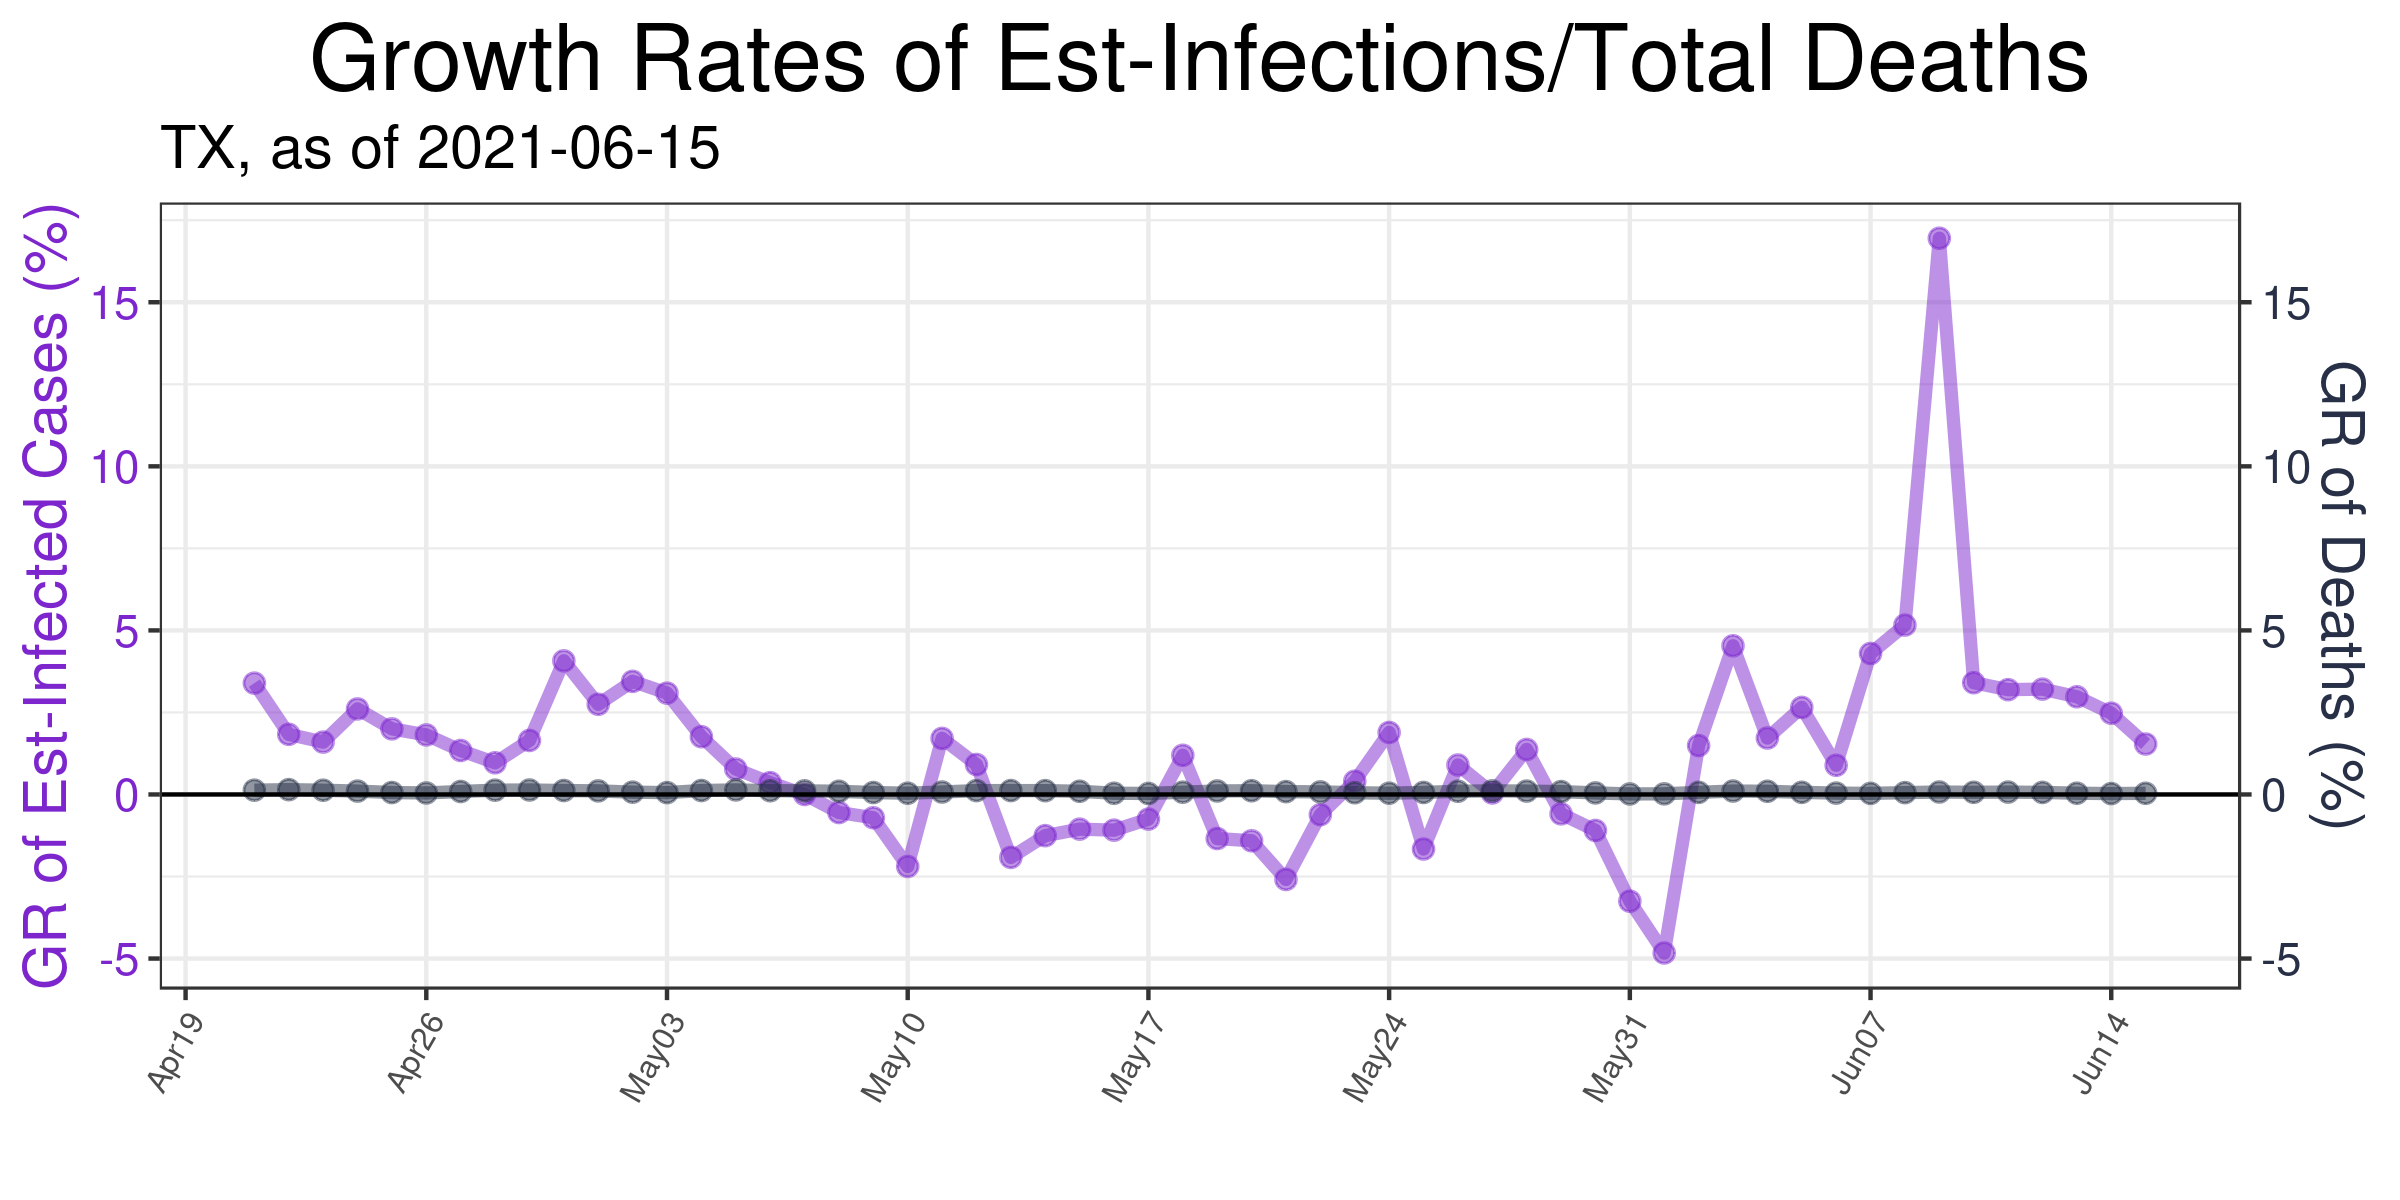 Growth Rates of Est-Infections/Total Deaths
TX, as of 2021-06-15
GR of Est-Infected Cases (%)
15
10
5
0
-5
15
10
5
0
-5
GR of Deaths (%)
Apr19
Apr26
May03
May10
May17
May24
May31
Jun07
Jun14